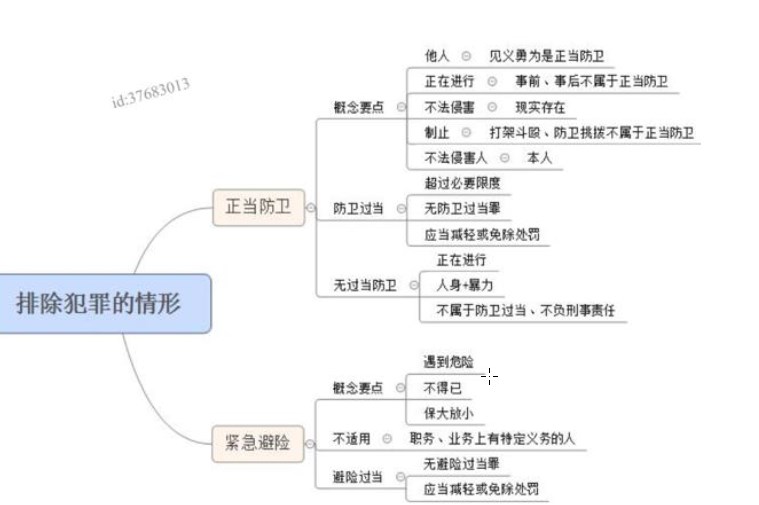 id:37683013
排除犯罪的情形
正当防卫
概念要点
他人 见义勇为是正当防卫
正在进行 事前、事后不属于正当防卫
不法侵害 现实存在
制止 打架斗殴、防卫挑拨不属于正当防卫
不法侵害人 本人
防卫过当
超过必要限度
无防卫过当罪
应当减轻或免除处罚
无过当防卫
正在进行
人身+暴力
不属于防卫过当、不负刑事责任
紧急避险
概念要点
遇到危险
不得已
保大放小
不适用 职务、业务上有特定义务的人
避险过当
无避险过当罪
应当减轻或免除处罚